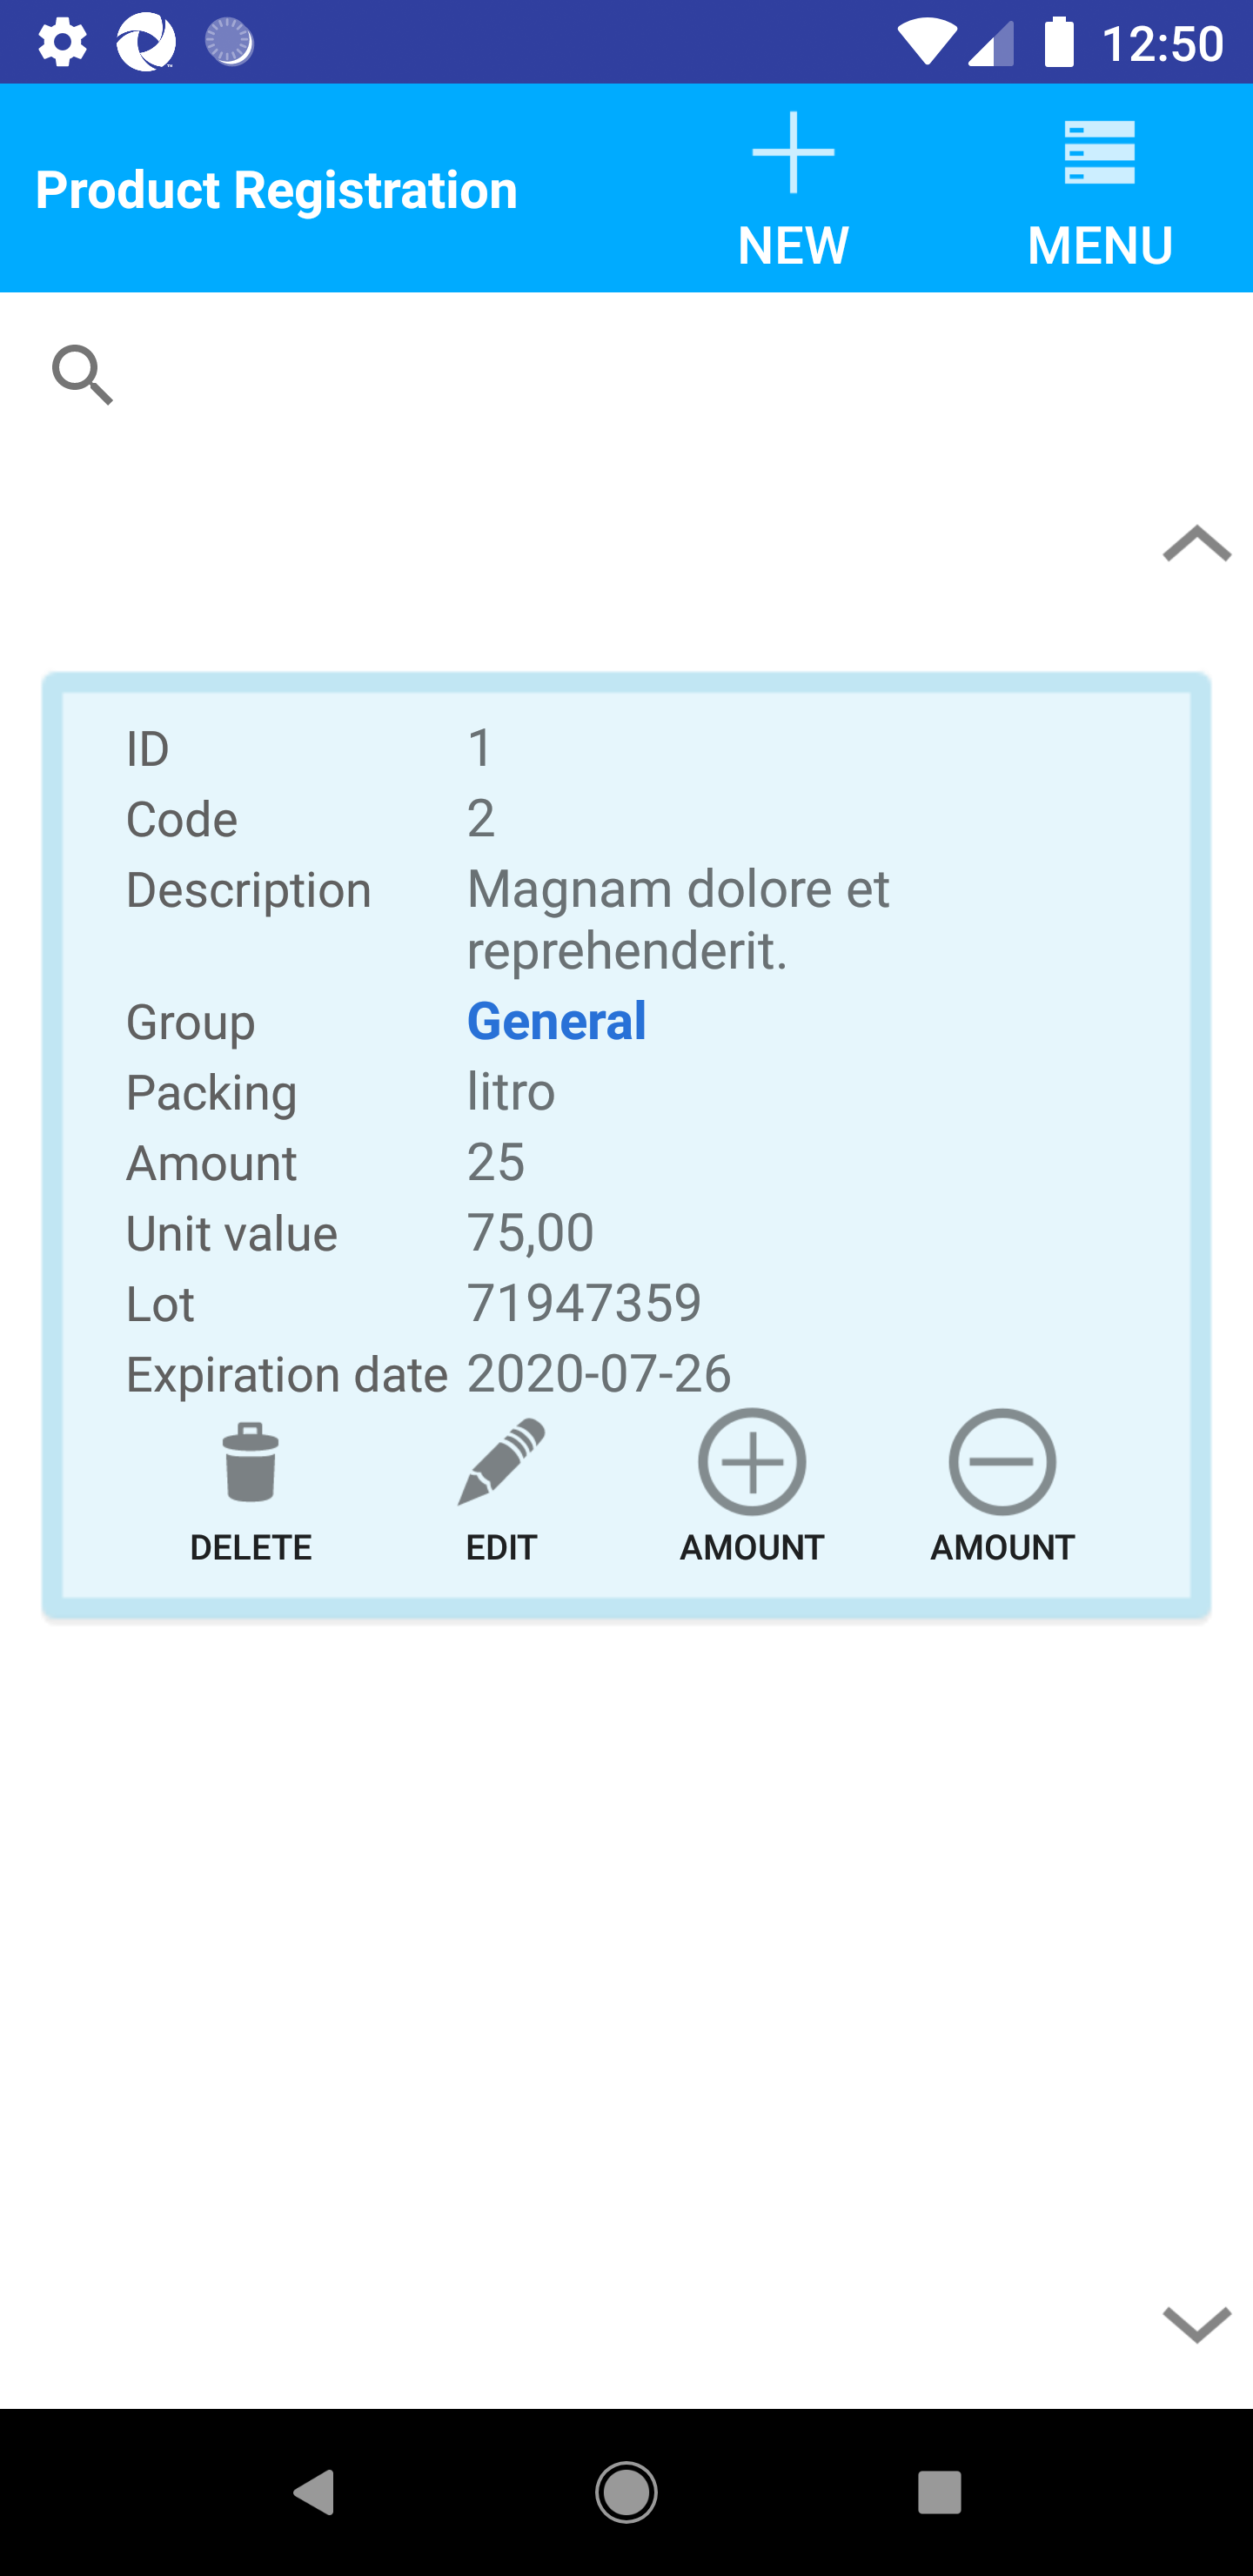 12:50
Product Registration
NEW
MENU
ID 1
Code 2
Description Magnam dolore et
reprehenderit.
Group General
Packing litro
Amount 25
Unit value 75,00
Lot 71947359
Expiration date 2020-07-26
DELETE EDIT AMOUNT AMOUNT